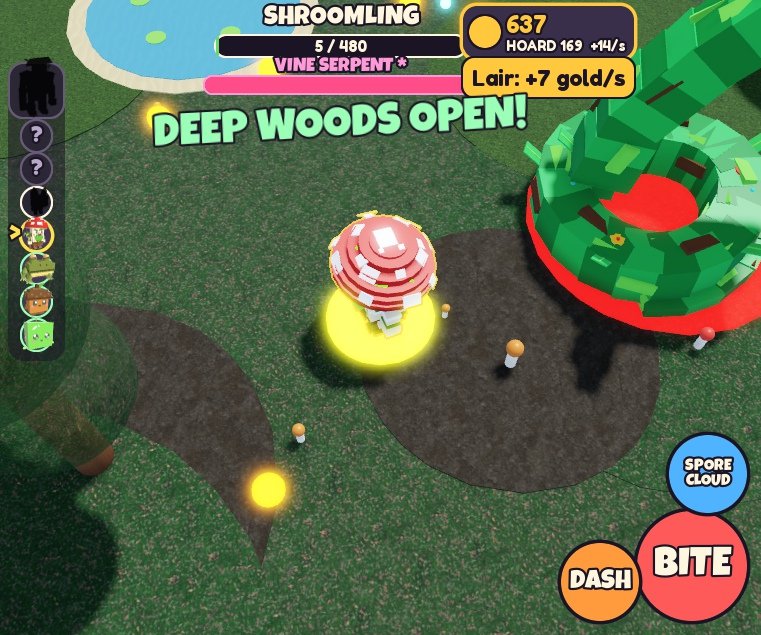 SHROOMLING
5 / 480
VINE SERPENT *
637
HOARD 169 +14/s
Lair: +7 gold/s
DEEP WOODS OPEN!
?
?
>
SPORE
CLOUD
BITE
DASH